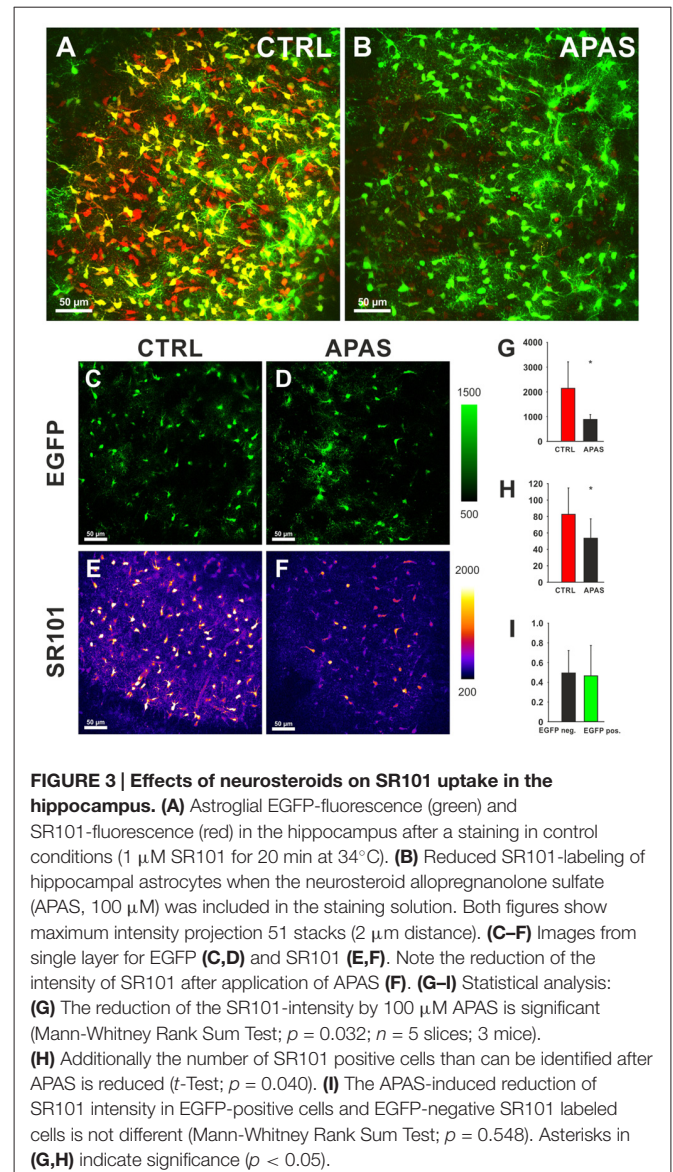 A CTRL B APAS
50 µm 50 µm
CTRL APAS
C D
EGFP
50 µm 50 µm
1500
500
E F
SR101
50 µm 50 µm
2000
200
G
4000
3000
2000
1000
0
*
CTRL APAS
H
120
100
80
60
40
20
0
*
CTRL APAS
I
1.0
0.8
0.6
0.4
0.2
0
EGFP neg. EGFP pos.
FIGURE 3 | Effects of neurosteroids on SR101 uptake in the
hippocampus. (A) Astroglial EGFP-fluorescence (green) and
SR101-fluorescence (red) in the hippocampus after a staining in control
conditions (1 µM SR101 for 20 min at 34°C). (B) Reduced SR101-labeling of
hippocampal astrocytes when the neurosteroid allopregnanolone sulfate
(APAS, 100 µM) was included in the staining solution. Both figures show
maximum intensity projection 51 stacks (2 µm distance). (C–F) Images from
single layer for EGFP (C,D) and SR101 (E,F). Note the reduction of the
intensity of SR101 after application of APAS (F). (G–I) Statistical analysis:
(G) The reduction of the SR101-intensity by 100 µM APAS is significant
(Mann-Whitney Rank Sum Test; p = 0.032; n = 5 slices; 3 mice).
(H) Additionally the number of SR101 positive cells than can be identified after
APAS is reduced (t-Test; p = 0.040). (I) The APAS-induced reduction of
SR101 intensity in EGFP-positive cells and EGFP-negative SR101 labeled
cells is not different (Mann-Whitney Rank Sum Test; p = 0.548). Asterisks in
(G,H) indicate significance (p < 0.05).